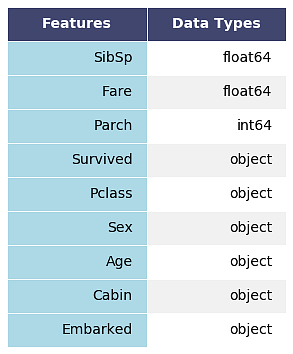 Features Data Types
SibSp float64
Fare float64
Parch int64
Survived object
Pclass object
Sex object
Age object
Cabin object
Embarked object